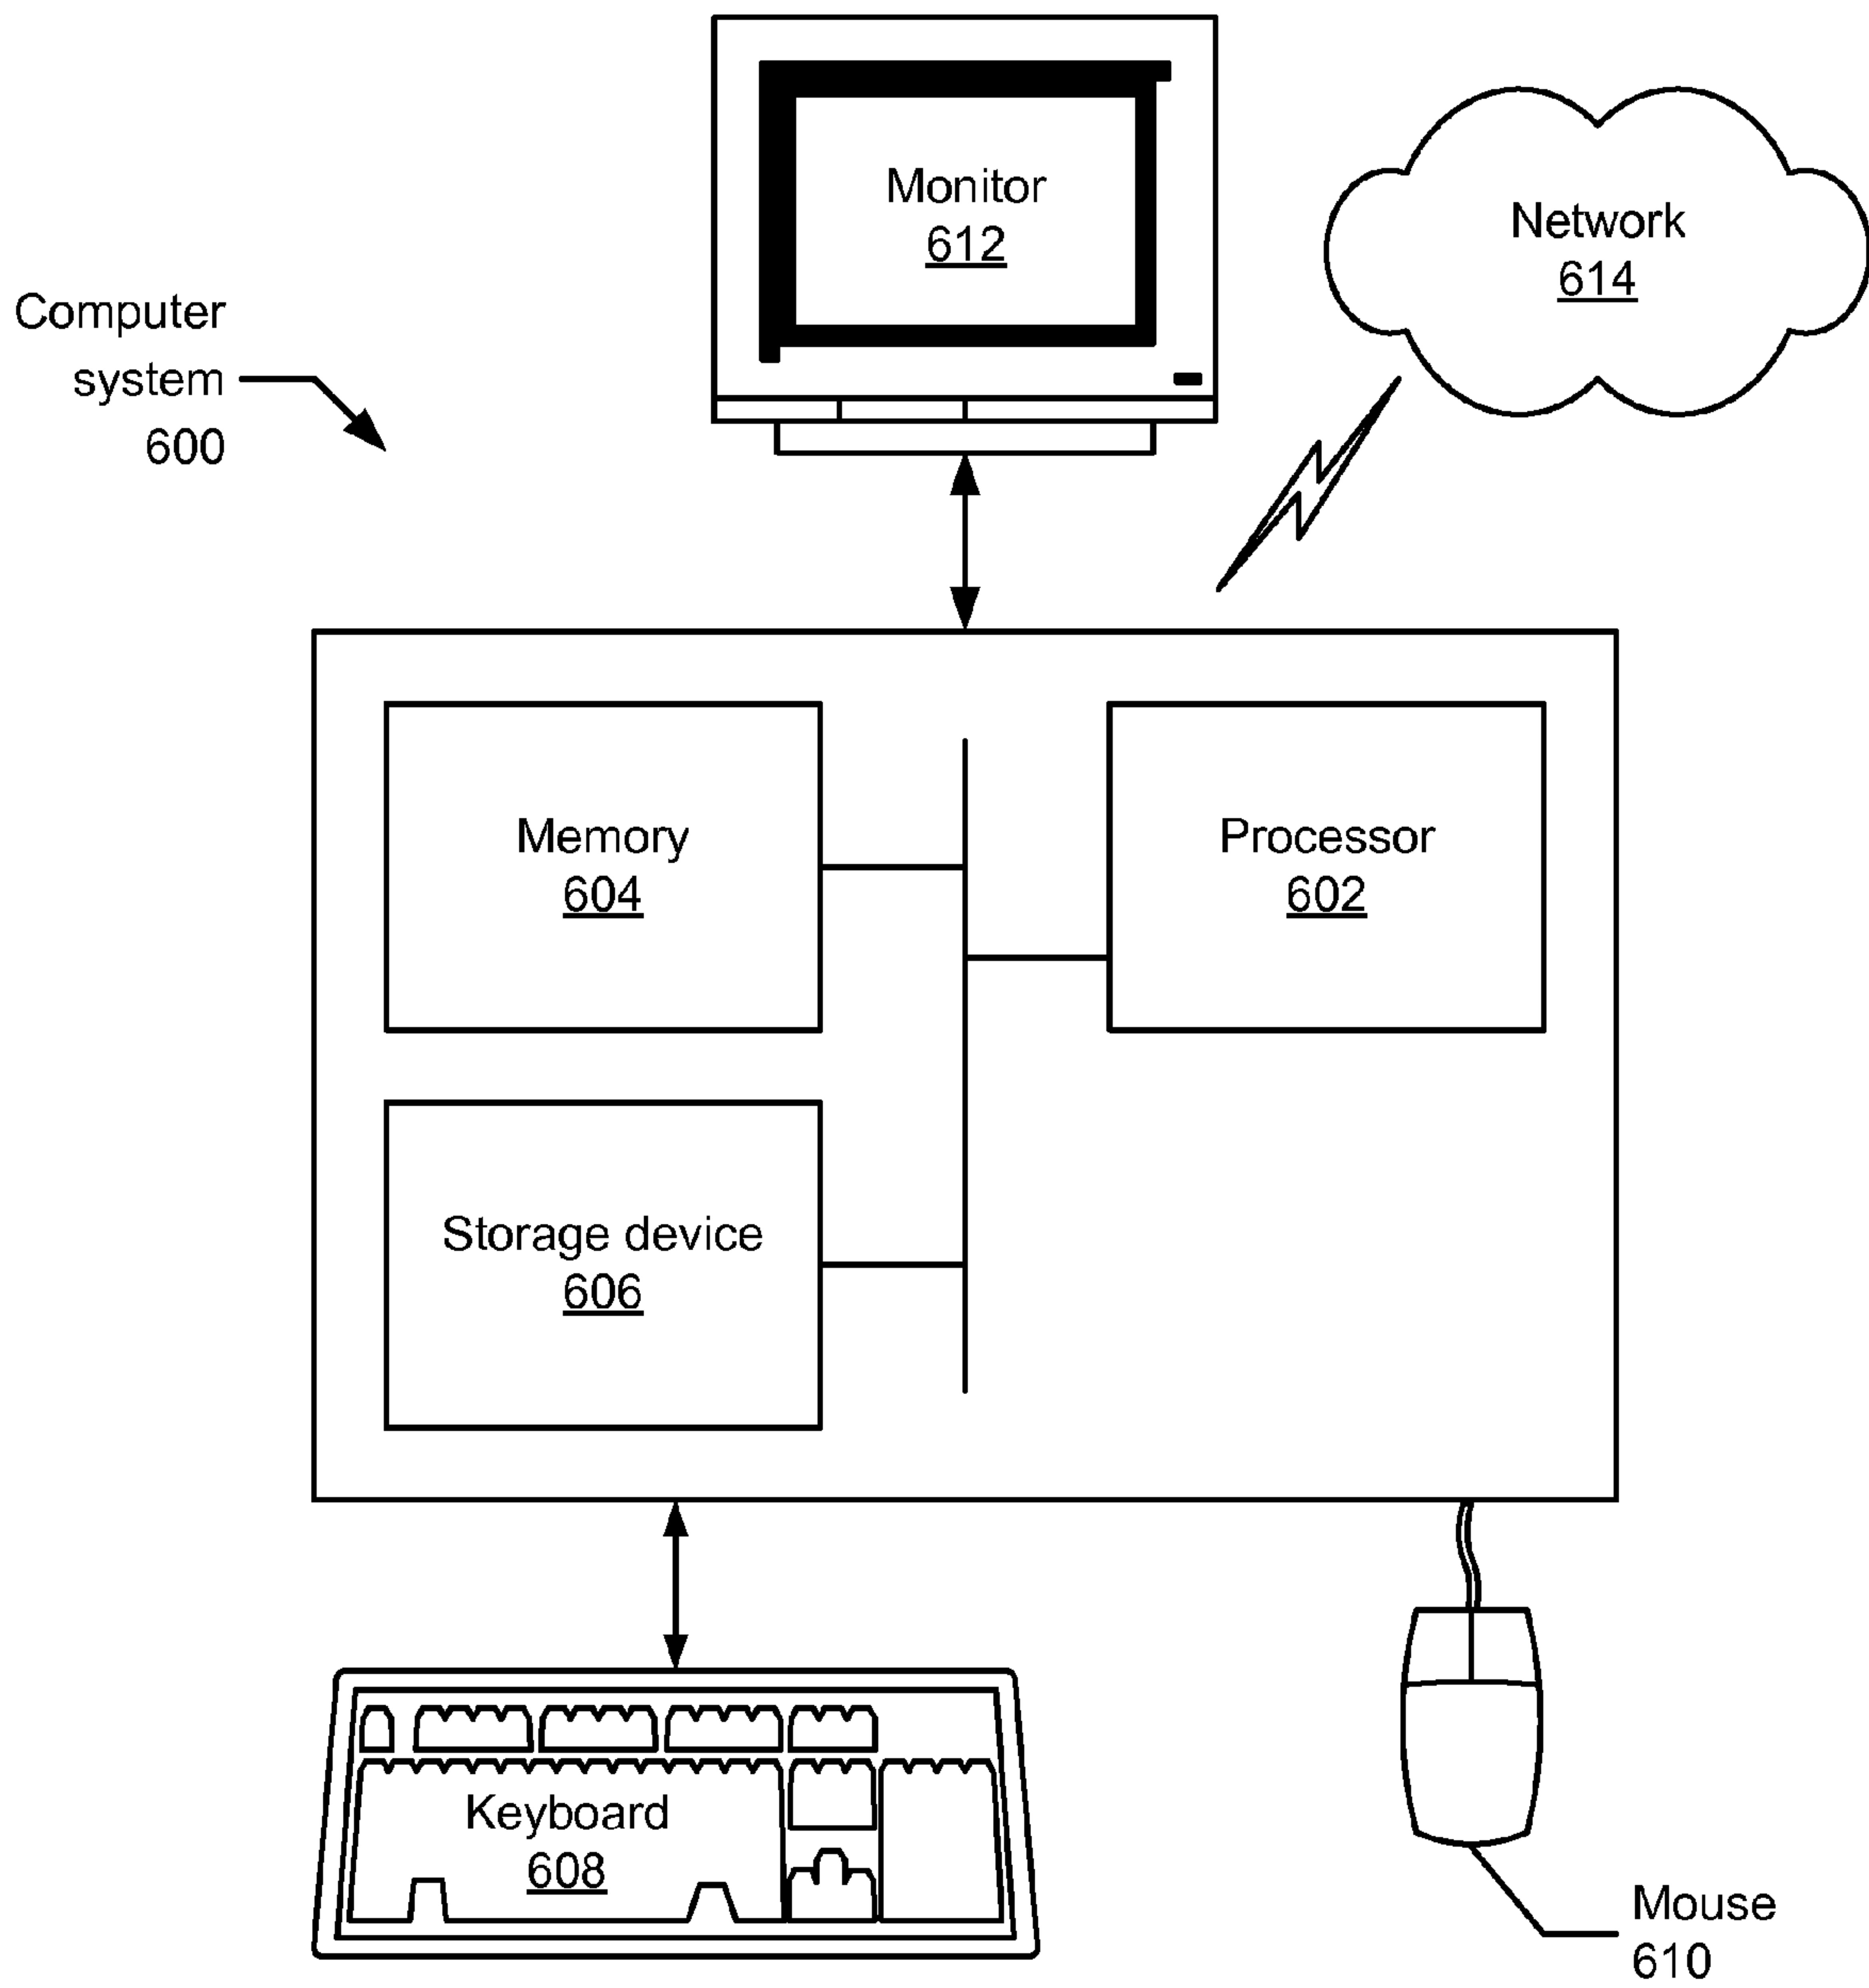 Monitor
612
Network
614
Computer
system
600
Memory
604
Processor
602
Storage device
606
Keyboard
608
Mouse
610